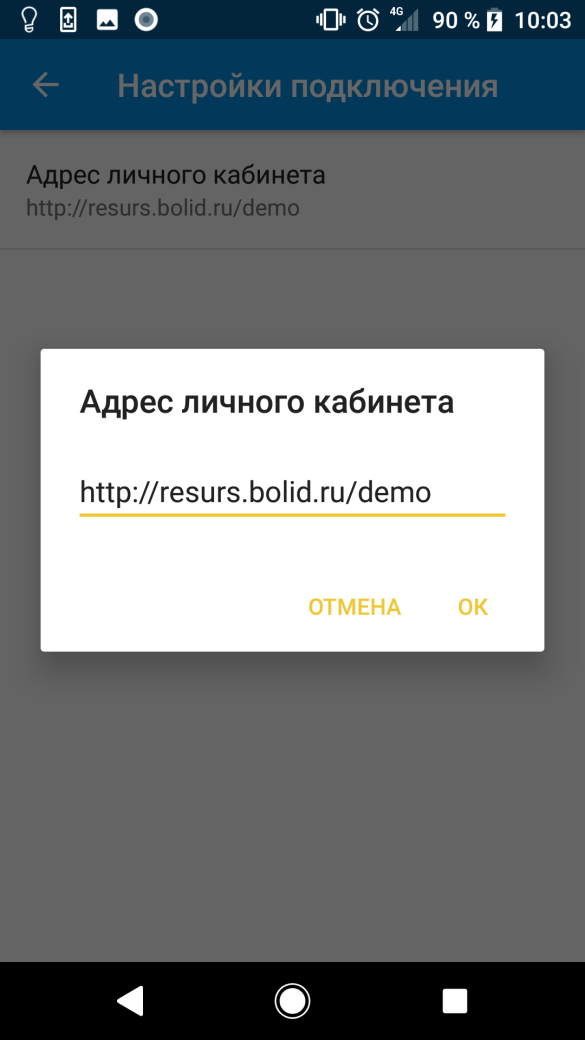 4G 90 % 10:03
Настройки подключения
Адрес личного кабинета
http://resurs.bolid.ru/demo
Адрес личного кабинета
http://resurs.bolid.ru/demo
ОТМЕНА ОК